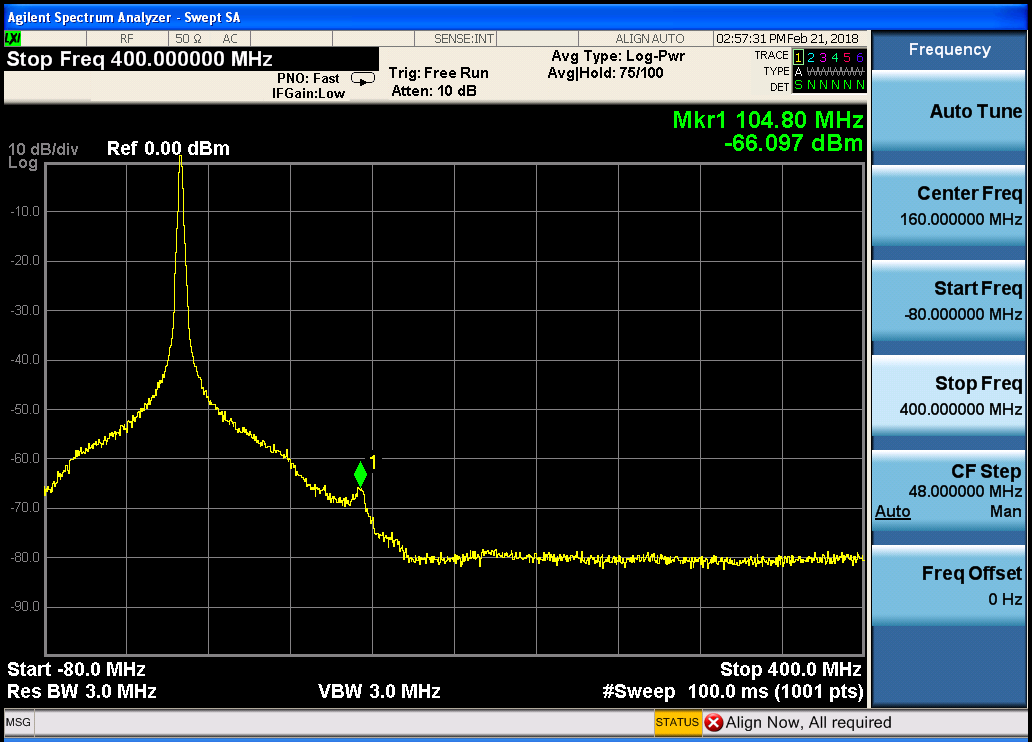 Agilent Spectrum Analyzer - Swept SA
LXI
RF
50 Ω
AC
SENSE:INT
ALIGN AUTO
02:57:31 PM Feb 21, 2018
Stop Freq 400.000000 MHz
PNO: Fast
IFGain:Low
Trig: Free Run
Atten: 10 dB
Avg Type: Log-Pwr
Avg|Hold: 75/100
TRACE 1 2 3 4 5 6
TYPE A WWWWW
DET S N N N N N
Mkr1 104.80 MHz
-66.097 dBm
10 dB/div
Log
Ref 0.00 dBm
-10.0
-20.0
-30.0
-40.0
-50.0
-60.0
-70.0
-80.0
-90.0
1
Start -80.0 MHz
Stop 400.0 MHz
Res BW 3.0 MHz
VBW 3.0 MHz
#Sweep 100.0 ms (1001 pts)
MSG
STATUS
Align Now, All required
Frequency
Auto Tune
Center Freq
160.000000 MHz
Start Freq
-80.000000 MHz
Stop Freq
400.000000 MHz
CF Step
48.000000 MHz
Auto Man
Freq Offset
0 Hz